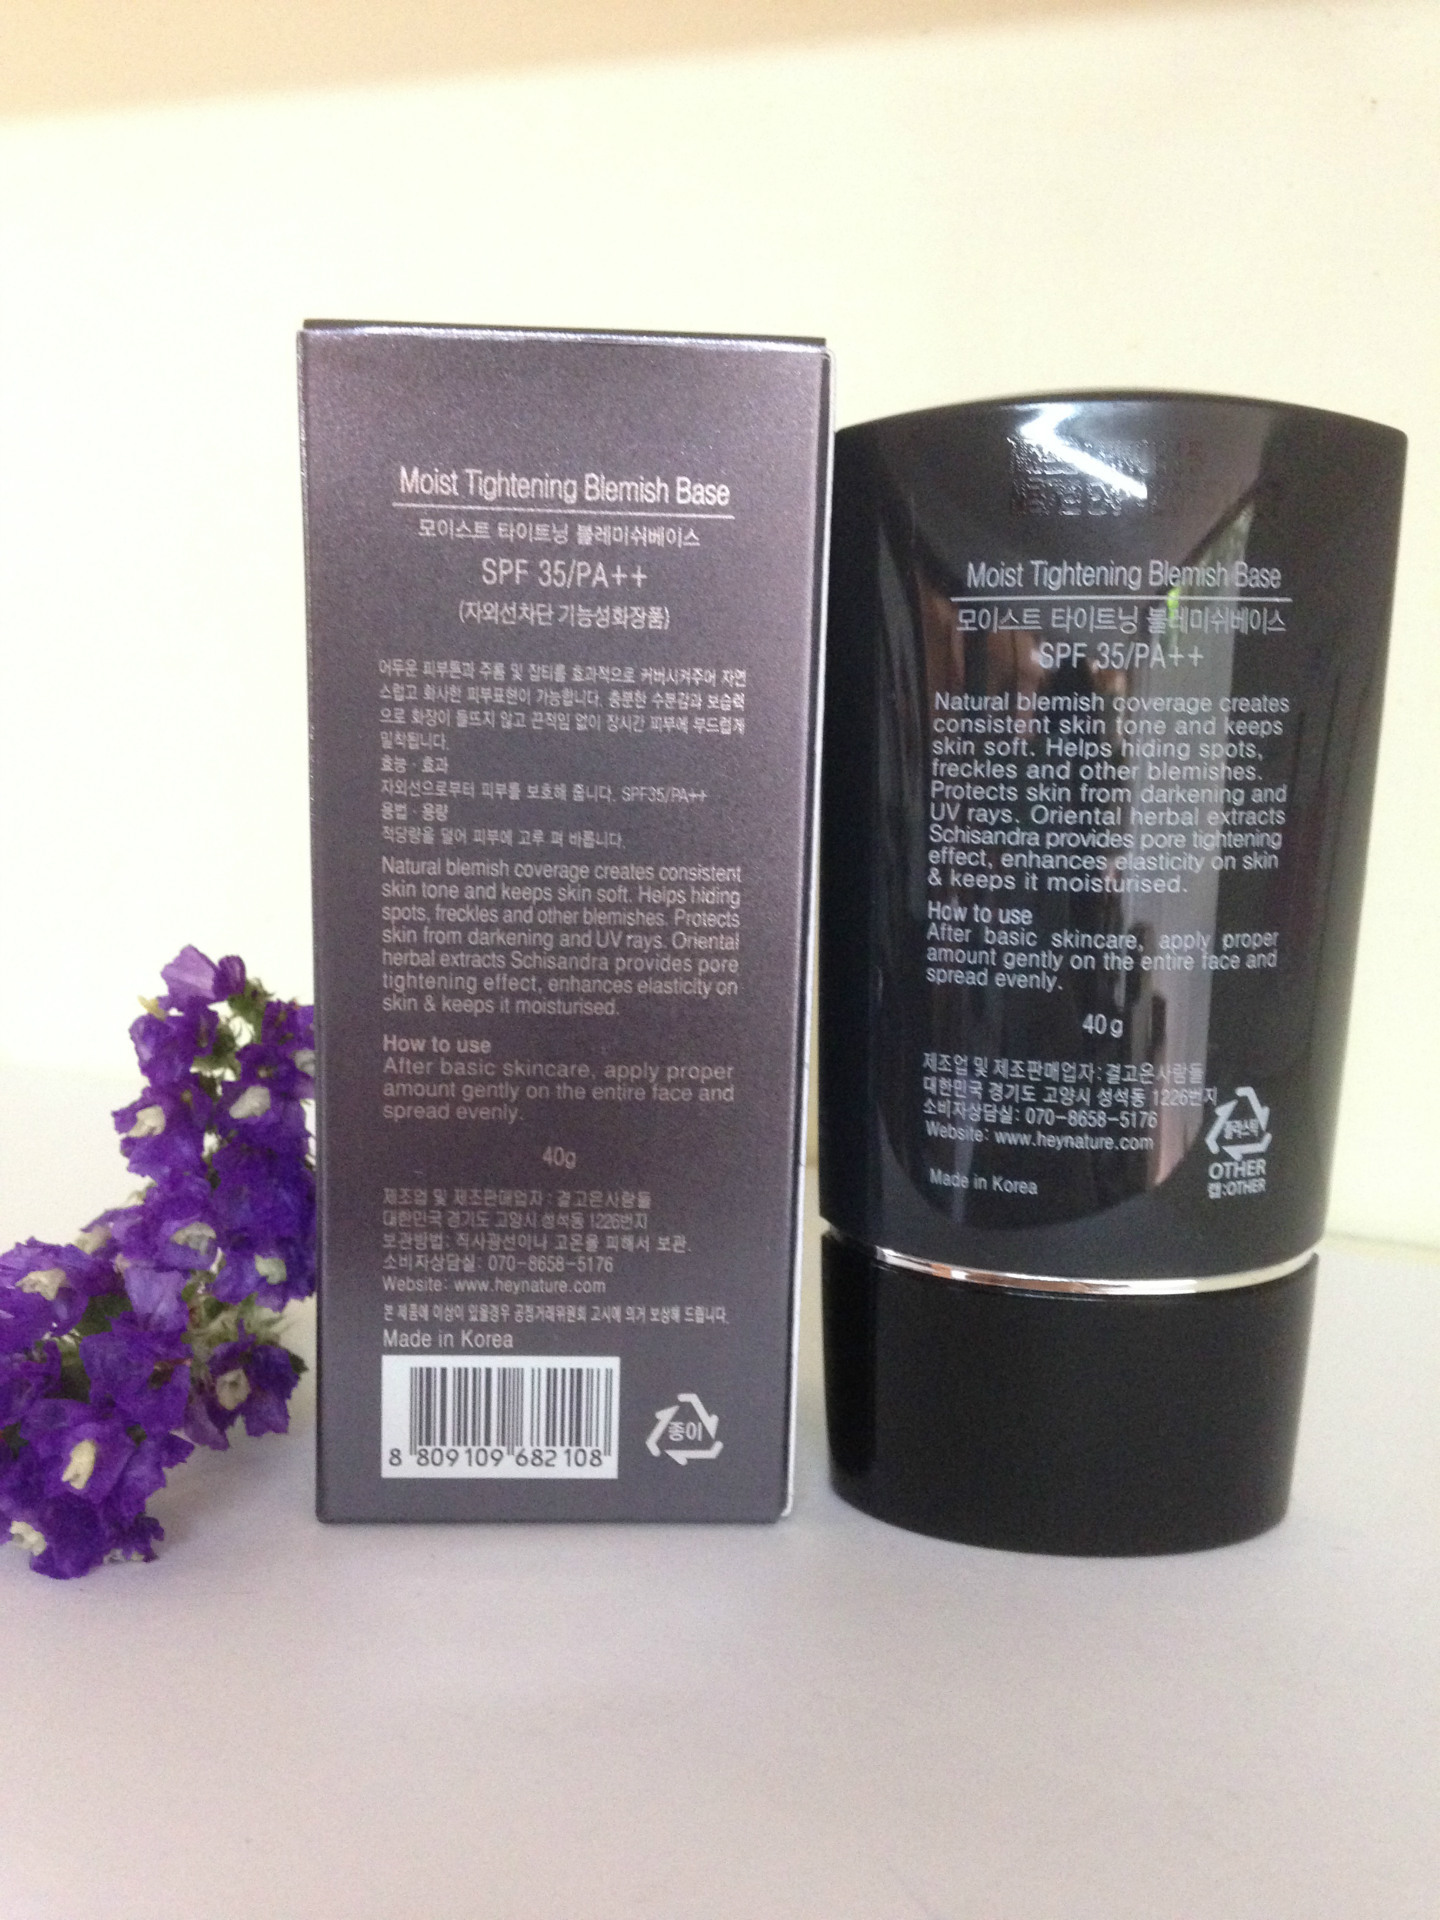 Moist Tightening Blemish Base
모이스트 타이트닝 블레미쉬베이스
SPF 35/PA++
(자외선차단 기능성화장품)
어두운 피부톤과 주름 및 잡티를 효과적으로 커버시켜주어 자연
스럽고 화사한 피부표현이 가능합니다. 충분한 수분감과 보습력
으로 화장이 들뜨지 않고 끈적임 없이 장시간 피부에 부드럽게
밀착됩니다.
효능 · 효과
자외선으로부터 피부를 보호해 줍니다. SPF35/PA++
용법 · 용량
적당량을 덜어 피부에 고루 펴 바릅니다.
Natural blemish coverage creates consistent
skin tone and keeps skin soft. Helps hiding
spots, freckles and other blemishes. Protects
skin from darkening and UV rays. Oriental
herbal extracts Schisandra provides pore
tightening effect, enhances elasticity on
skin & keeps it moisturised.
How to use
After basic skincare, apply proper
amount gently on the entire face and
spread evenly.
40g
제조업 및 제조판매업자 : 결고은사람들
대한민국 경기도 고양시 성석동 1226번지
보관방법: 직사광선이나 고온을 피해서 보관.
소비자상담실: 070-8658-5176
Website: www.heynature.com
본 제품에 이상이 있을경우 공정거래위원회 고시에 의거 보상해 드립니다.
Made in Korea
8 809109 682108
종이
Moist Tightening Blemish Base
모이스트 타이트닝 블레미쉬베이스
SPF 35/PA++
Natural blemish coverage creates
consistent skin tone and keeps
skin soft. Helps hiding spots,
freckles and other blemishes.
Protects skin from darkening and
UV rays. Oriental herbal extracts
Schisandra provides pore tightening
effect, enhances elasticity on skin
& keeps it moisturised.
How to use
After basic skincare, apply proper
amount gently on the entire face and
spread evenly.
40 g
제조업 및 제조판매업자 : 결고은사람들
대한민국 경기도 고양시 성석동 1226번지
소비자상담실: 070-8658-5176
Website: www.heynature.com
Made in Korea
플라스틱
OTHER
캡:OTHER